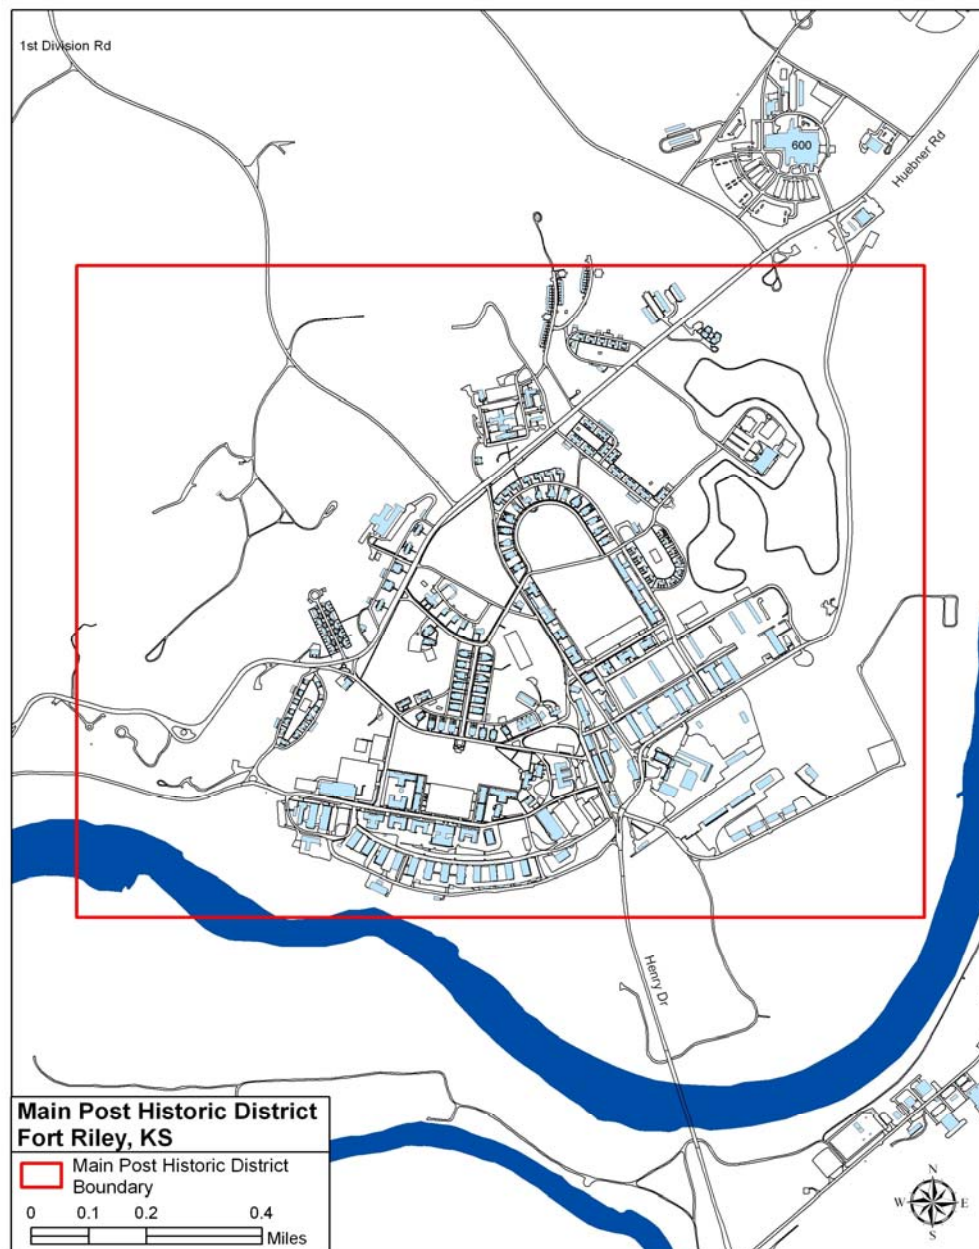 1st Division Rd
600
Huebner Rd
Henry Dr
Main Post Historic District
Fort Riley, KS
Main Post Historic District
Boundary
0 0.1 0.2 0.4
Miles
N
W E
S